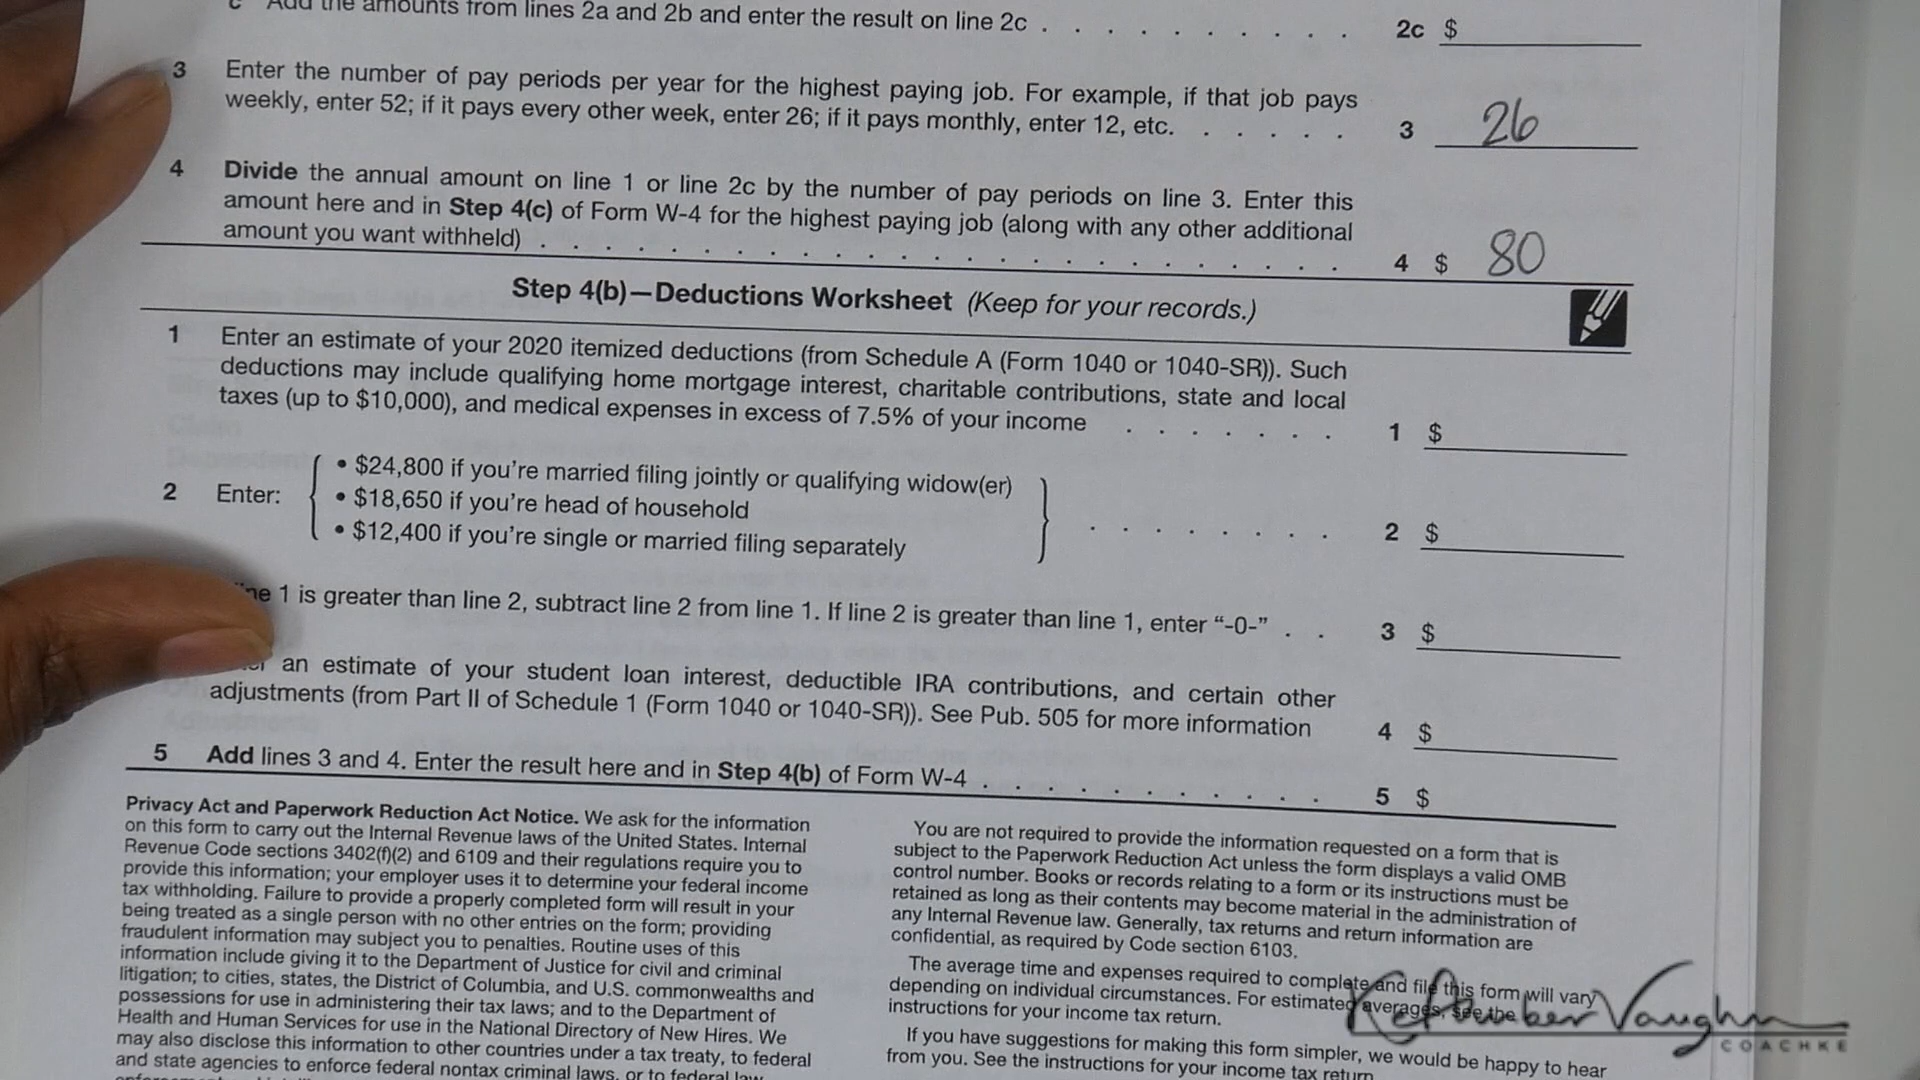 Add the amounts from lines 2a and 2b and enter the result on line 2c . . . . . . . . . . 2c $
3 Enter the number of pay periods per year for the highest paying job. For example, if that job pays
weekly, enter 52; if it pays every other week, enter 26; if it pays monthly, enter 12, etc. . . . . . 3 26
4 Divide the annual amount on line 1 or line 2c by the number of pay periods on line 3. Enter this
amount here and in Step 4(c) of Form W-4 for the highest paying job (along with any other additional
amount you want withheld) . . . . . . . . . . . . . . . . . . . . . . . . . 4 $ 80
Step 4(b)—Deductions Worksheet (Keep for your records.)
1 Enter an estimate of your 2020 itemized deductions (from Schedule A (Form 1040 or 1040-SR)). Such
deductions may include qualifying home mortgage interest, charitable contributions, state and local
taxes (up to $10,000), and medical expenses in excess of 7.5% of your income . . . . . . . 1 $
• $24,800 if you're married filing jointly or qualifying widow(er)
2 Enter: • $18,650 if you're head of household . . . . . . . . 2 $
• $12,400 if you're single or married filing separately
1 is greater than line 2, subtract line 2 from line 1. If line 2 is greater than line 1, enter “-0-” . . 3 $
an estimate of your student loan interest, deductible IRA contributions, and certain other
adjustments (from Part II of Schedule 1 (Form 1040 or 1040-SR)). See Pub. 505 for more information 4 $
5 Add lines 3 and 4. Enter the result here and in Step 4(b) of Form W-4 . . . . . . . . . . . 5 $
Privacy Act and Paperwork Reduction Act Notice. We ask for the information
on this form to carry out the Internal Revenue laws of the United States. Internal
Revenue Code sections 3402(f)(2) and 6109 and their regulations require you to
provide this information; your employer uses it to determine your federal income
tax withholding. Failure to provide a properly completed form will result in your
being treated as a single person with no other entries on the form; providing
fraudulent information may subject you to penalties. Routine uses of this
information include giving it to the Department of Justice for civil and criminal
litigation; to cities, states, the District of Columbia, and U.S. commonwealths and
possessions for use in administering their tax laws; and to the Department of
Health and Human Services for use in the National Directory of New Hires. We
may also disclose this information to other countries under a tax treaty, to federal
and state agencies to enforce federal nontax criminal laws, or to federal law
You are not required to provide the information requested on a form that is
subject to the Paperwork Reduction Act unless the form displays a valid OMB
control number. Books or records relating to a form or its instructions must be
retained as long as their contents may become material in the administration of
any Internal Revenue law. Generally, tax returns and return information are
confidential, as required by Code section 6103.
The average time and expenses required to complete and file this form will vary
depending on individual circumstances. For estimated averages, see the
instructions for your income tax return.
If you have suggestions for making this form simpler, we would be happy to hear
from you. See the instructions for your income tax return.
Vaughn
COACHKE